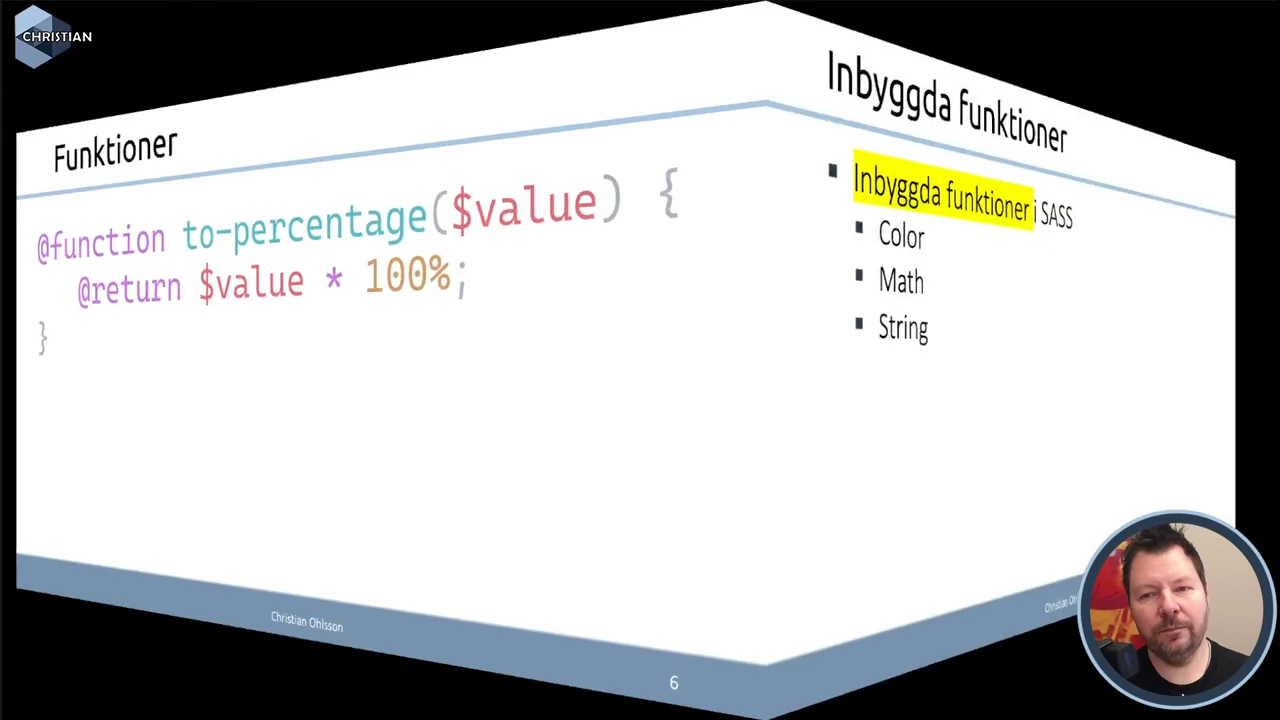 CHRISTIAN
Funktioner
@function to-percentage($value) {
@return $value * 100%;
}
Christian Ohlsson
6
Inbyggda funktioner
▪ Inbyggda funktioner i SASS
▪ Color
▪ Math
▪ String
Christian